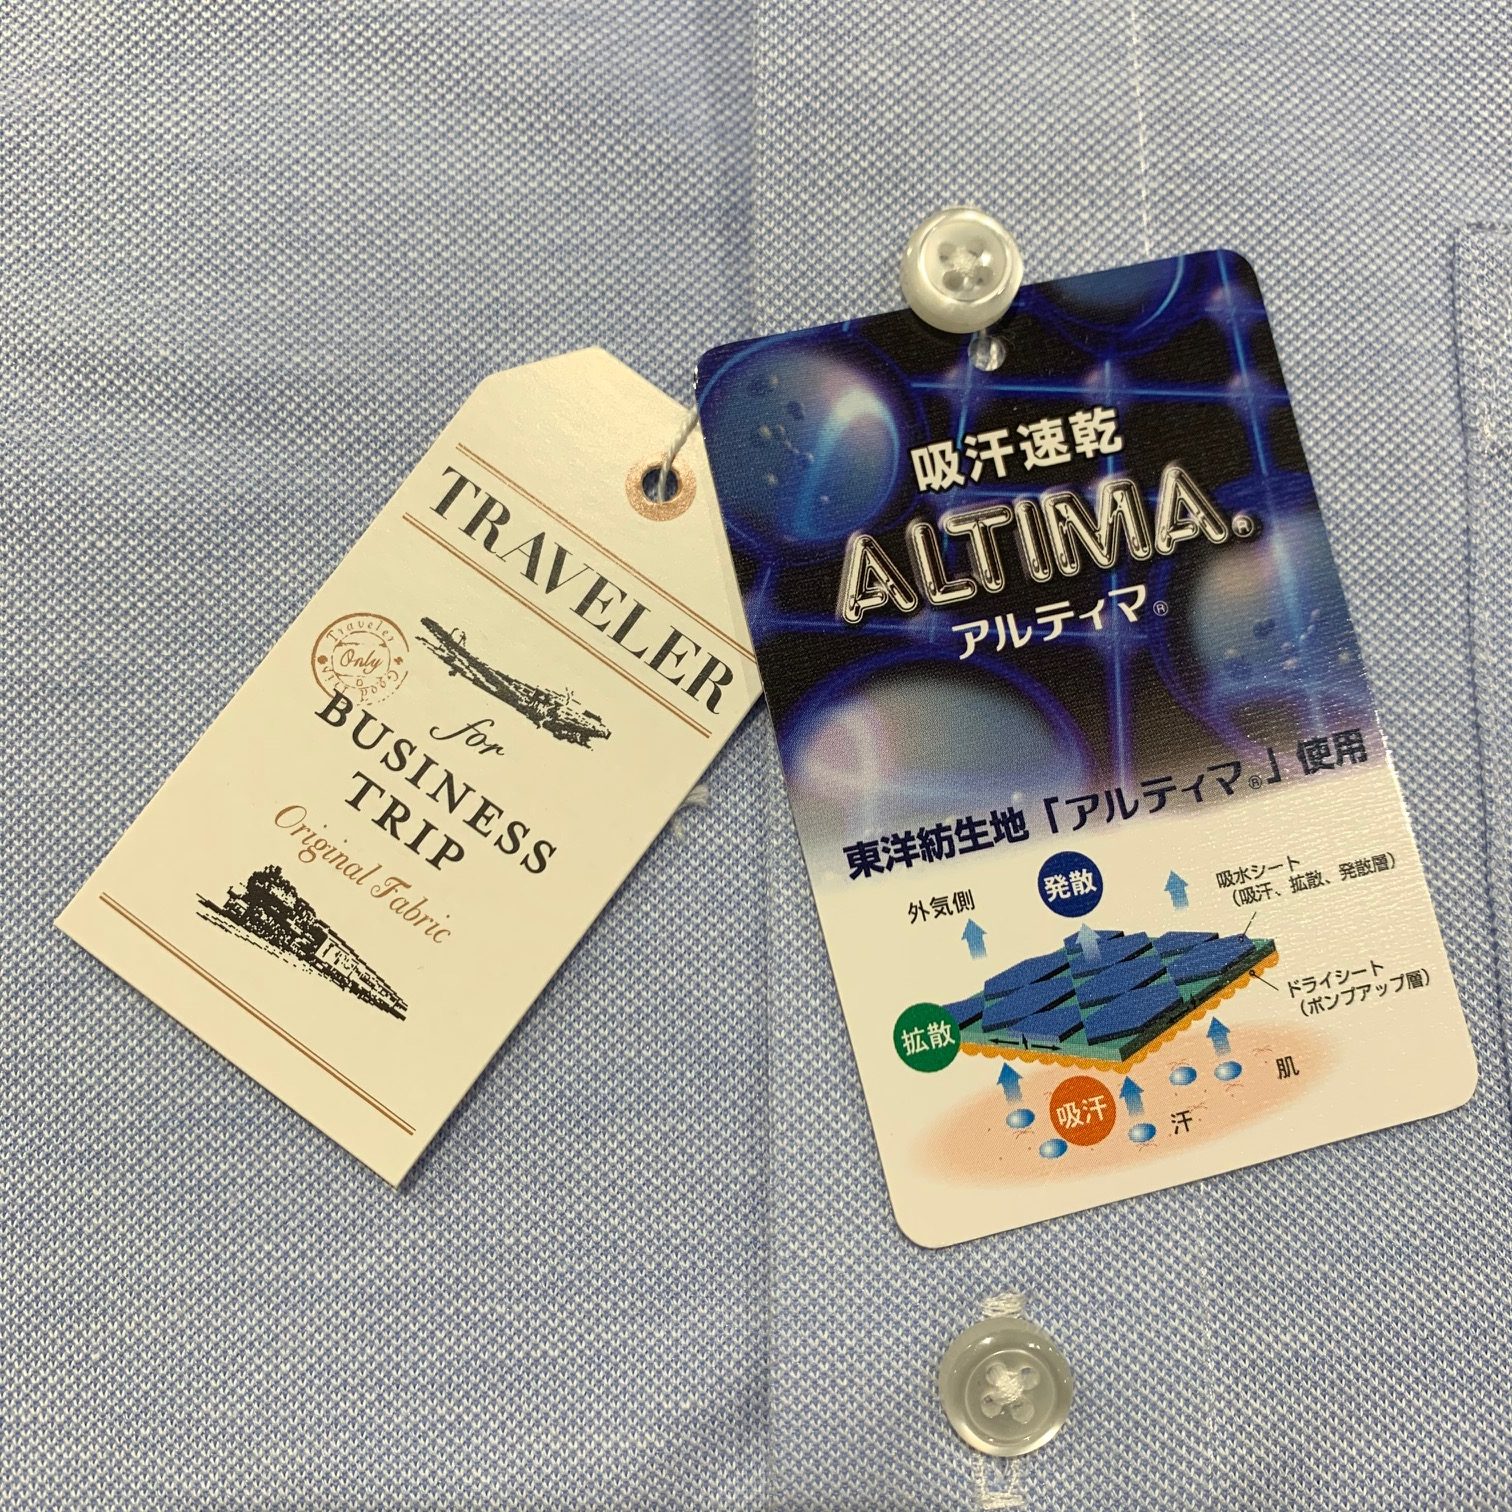 TRAVELER
Traveler
Only
for
BUSINESS
TRIP
Original Fabric
吸汗速乾
ALTIMA®
アルティマ®
東洋紡生地「アルティマ®」使用
外気側
発散
吸水シート
(吸汗、拡散、発散層)
ドライシート
(ポンプアップ層)
拡散
肌
吸汗
汗